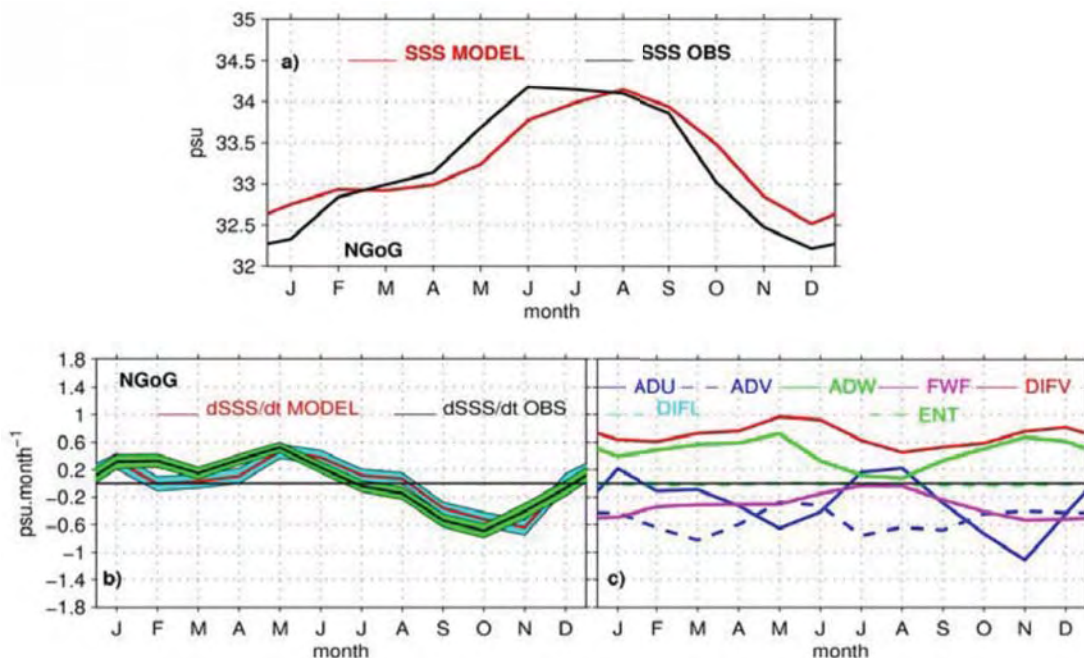 35
34.5
34
33.5
33
32.5
32
psu
a)
SSS MODEL
SSS OBS
NGoG
J F M A M J J A S O N D
month
1.8
1.4
1
0.6
0.2
−0.2
−0.6
−1
−1.4
−1.8
psu.month⁻¹
NGoG
dSSS/dt MODEL
dSSS/dt OBS
b)
J F M A M J J A S O N D
month
ADU ADV ADW FWF DIFV
DIFL ENT
c)
J F M A M J J A S O N D
month